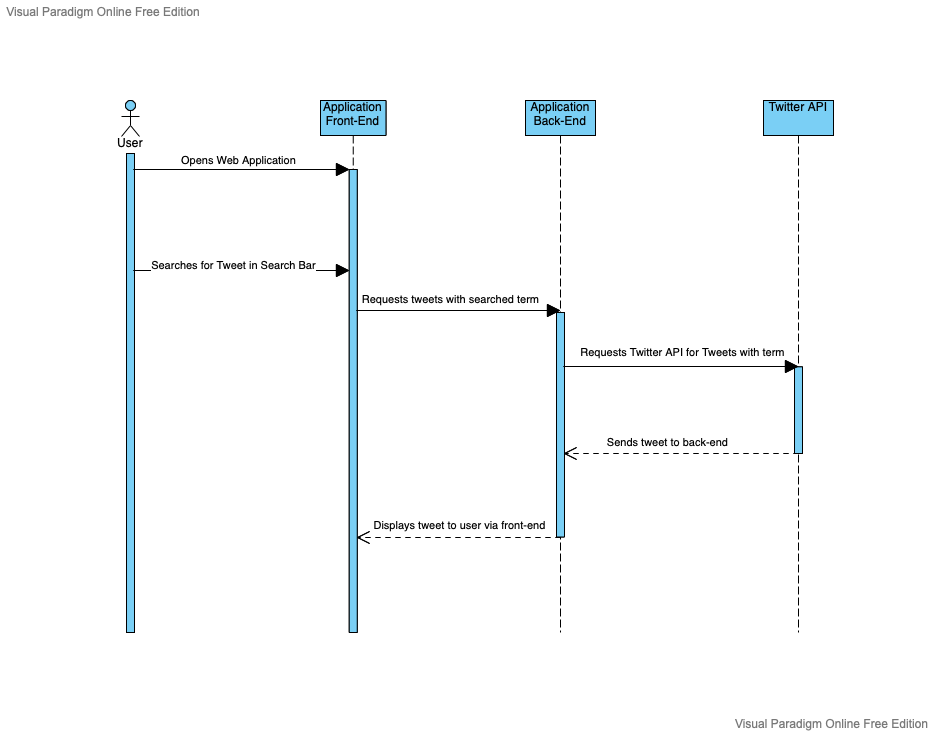 Visual Paradigm Online Free Edition
Application
Front-End
Application
Back-End
Twitter API
User
Opens Web Application
Searches for Tweet in Search Bar
Requests tweets with searched term
Requests Twitter API for Tweets with term
Sends tweet to back-end
Displays tweet to user via front-end
Visual Paradigm Online Free Edition